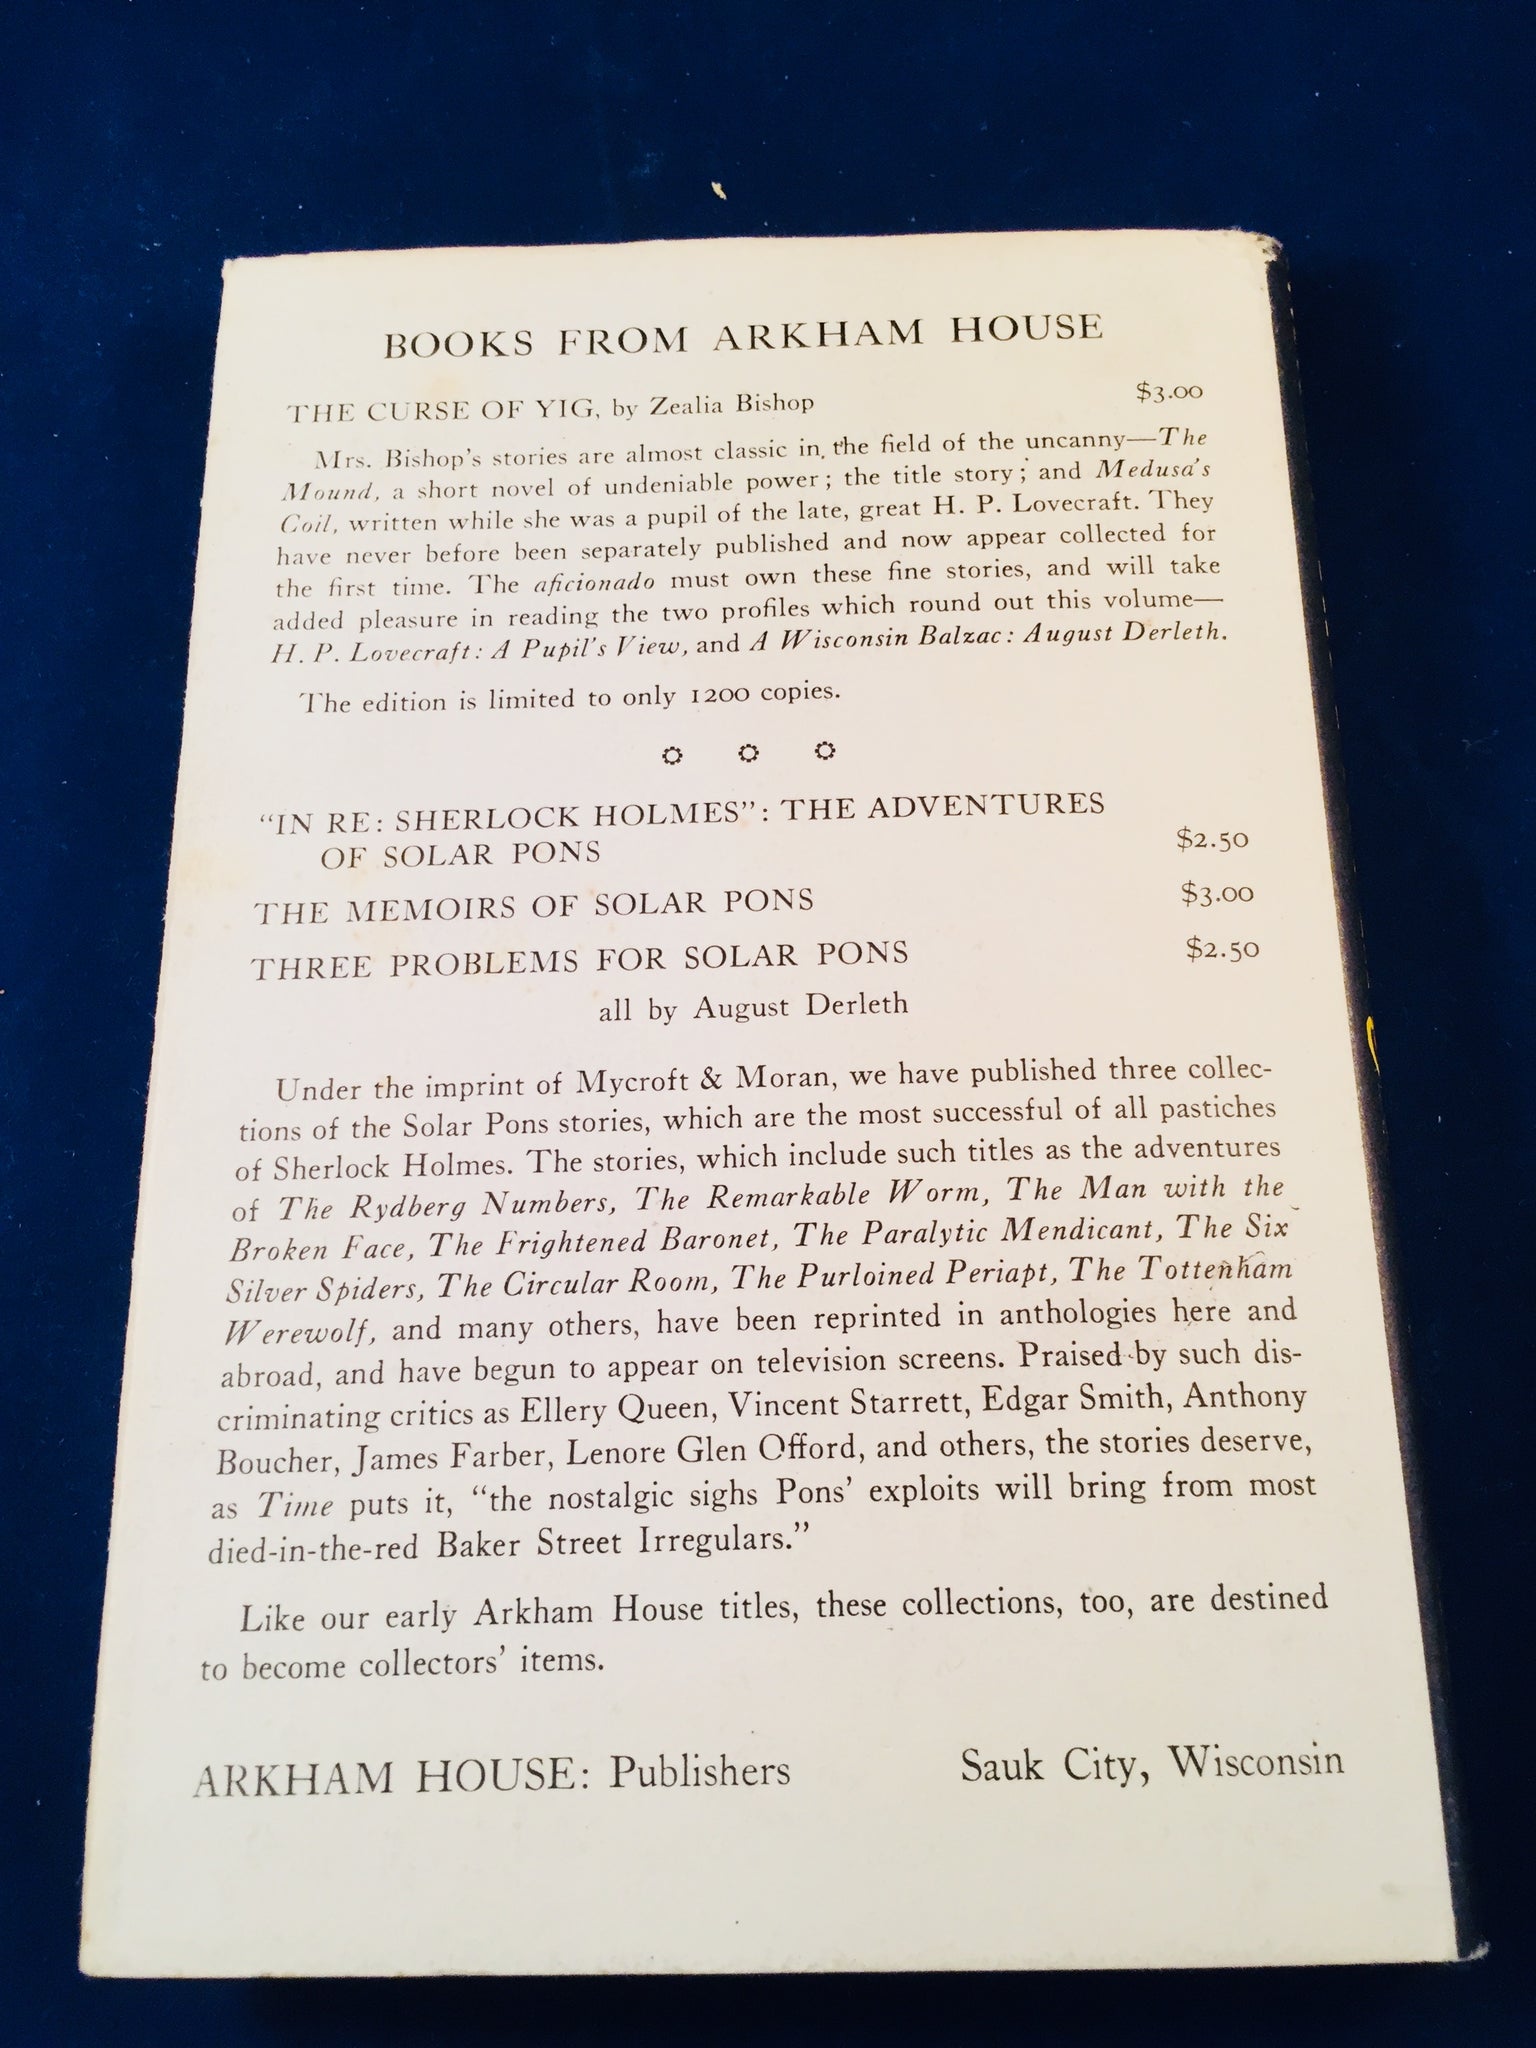 BOOKS FROM ARKHAM HOUSE
THE CURSE OF YIG, by Zealia Bishop $3.00
Mrs. Bishop's stories are almost classic in the field of the uncanny—The
Mound, a short novel of undeniable power; the title story; and Medusa's
Coil, written while she was a pupil of the late, great H. P. Lovecraft. They
have never before been separately published and now appear collected for
the first time. The aficionado must own these fine stories, and will take
added pleasure in reading the two profiles which round out this volume—
H. P. Lovecraft: A Pupil's View, and A Wisconsin Balzac: August Derleth.
The edition is limited to only 1200 copies.
"IN RE: SHERLOCK HOLMES": THE ADVENTURES
OF SOLAR PONS $2.50
THE MEMOIRS OF SOLAR PONS $3.00
THREE PROBLEMS FOR SOLAR PONS $2.50
all by August Derleth
Under the imprint of Mycroft & Moran, we have published three collec-
tions of the Solar Pons stories, which are the most successful of all pastiches
of Sherlock Holmes. The stories, which include such titles as the adventures
of The Rydberg Numbers, The Remarkable Worm, The Man with the
Broken Face, The Frightened Baronet, The Paralytic Mendicant, The Six
Silver Spiders, The Circular Room, The Purloined Periapt, The Tottenham
Werewolf, and many others, have been reprinted in anthologies here and
abroad, and have begun to appear on television screens. Praised by such dis-
criminating critics as Ellery Queen, Vincent Starrett, Edgar Smith, Anthony
Boucher, James Farber, Lenore Glen Offord, and others, the stories deserve,
as Time puts it, "the nostalgic sighs Pons' exploits will bring from most
died-in-the-red Baker Street Irregulars."
Like our early Arkham House titles, these collections, too, are destined
to become collectors' items.
ARKHAM HOUSE: Publishers Sauk City, Wisconsin